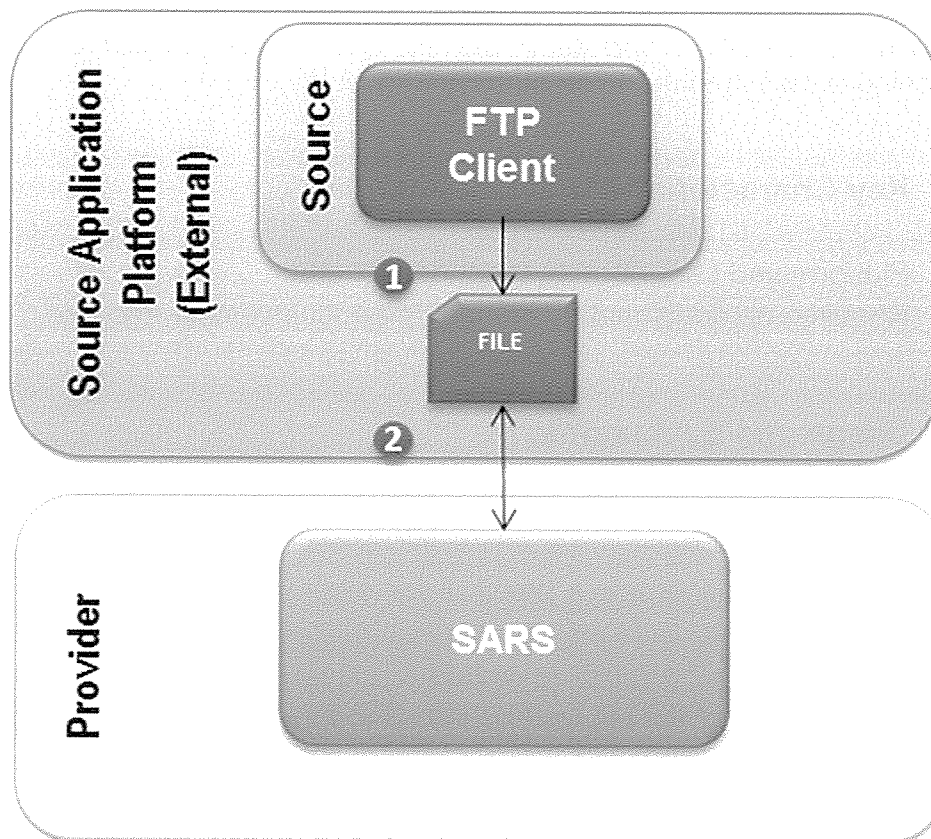 Source Application
Platform
(External)
Source
FTP
Client
1
FILE
2
Provider
SARS